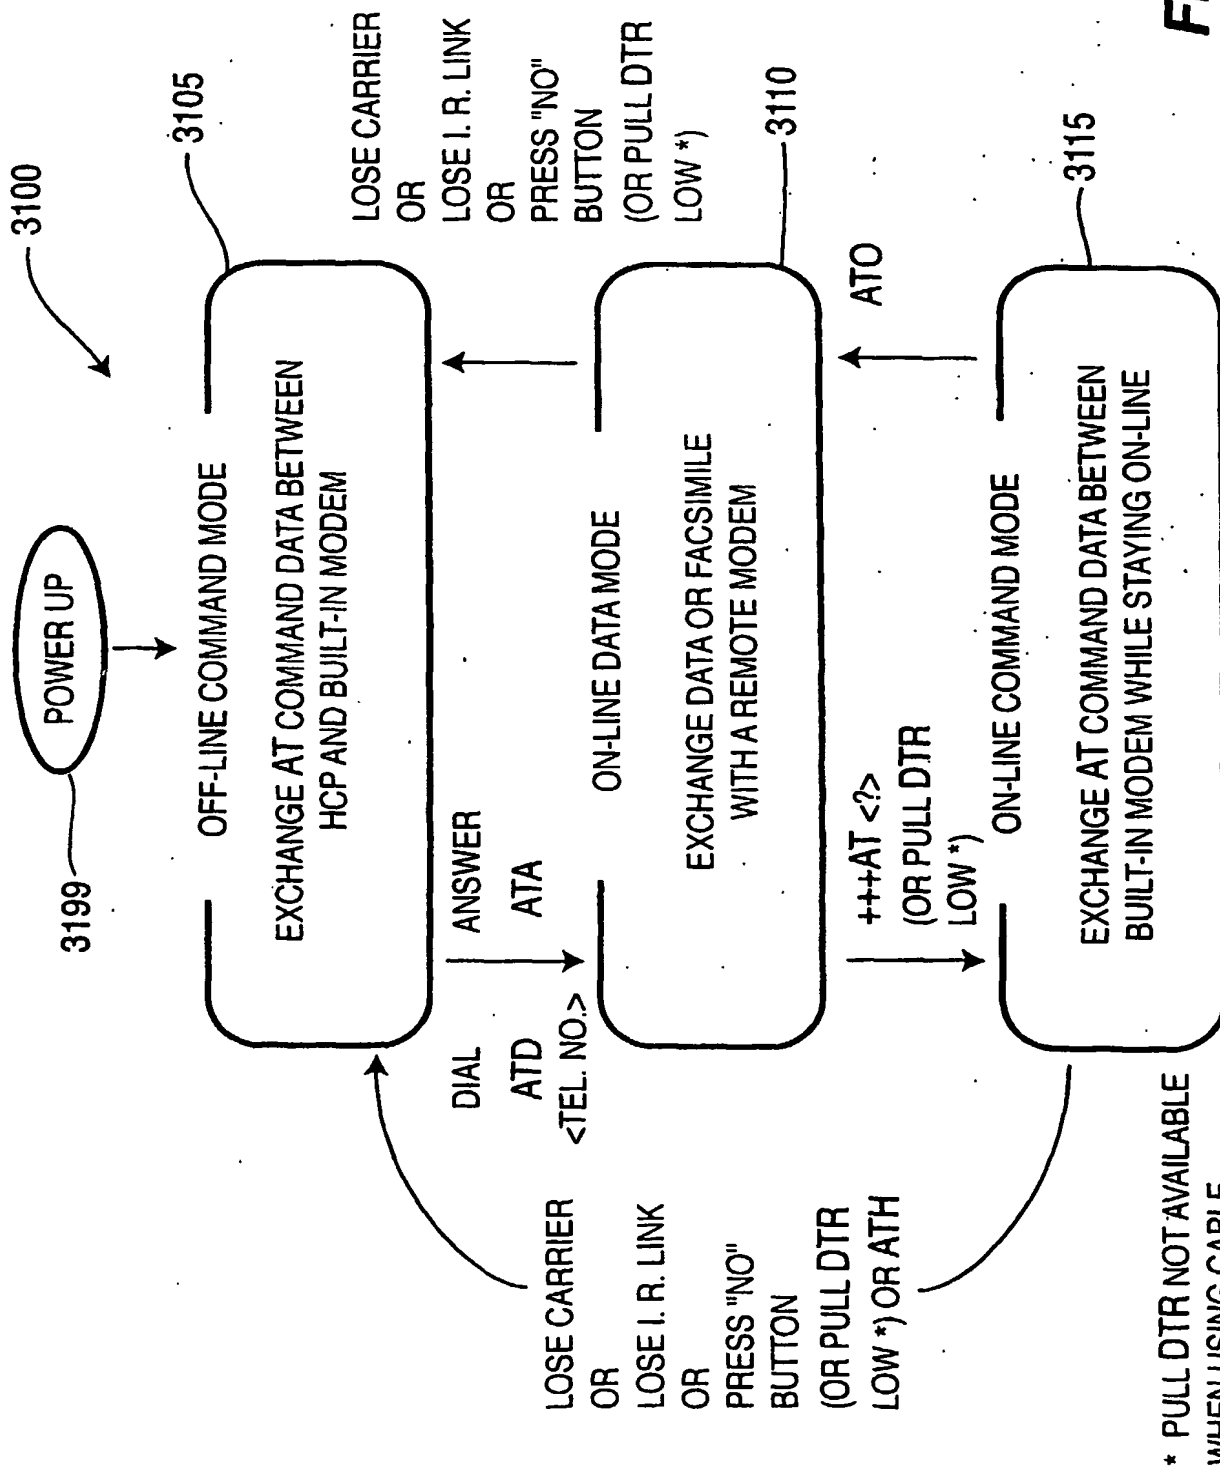 3100
POWER UP
3199
OFF-LINE COMMAND MODE
3105
EXCHANGE AT COMMAND DATA BETWEEN
HCP AND BUILT-IN MODEM
DIAL
ATD
<TEL. NO.>
ANSWER
ATA
LOSE CARRIER
OR
LOSE I. R. LINK
OR
PRESS "NO"
BUTTON
(OR PULL DTR
LOW *)
ON-LINE DATA MODE
3110
EXCHANGE DATA OR FACSIMILE
WITH A REMOTE MODEM
+++AT <?>
(OR PULL DTR
LOW *)
ATO
ON-LINE COMMAND MODE
3115
EXCHANGE AT COMMAND DATA BETWEEN
BUILT-IN MODEM WHILE STAYING ON-LINE
LOSE CARRIER
OR
LOSE I. R. LINK
OR
PRESS "NO"
BUTTON
(OR PULL DTR
LOW *) OR ATH
* PULL DTR NOT AVAILABLE
WHEN USING CABLE